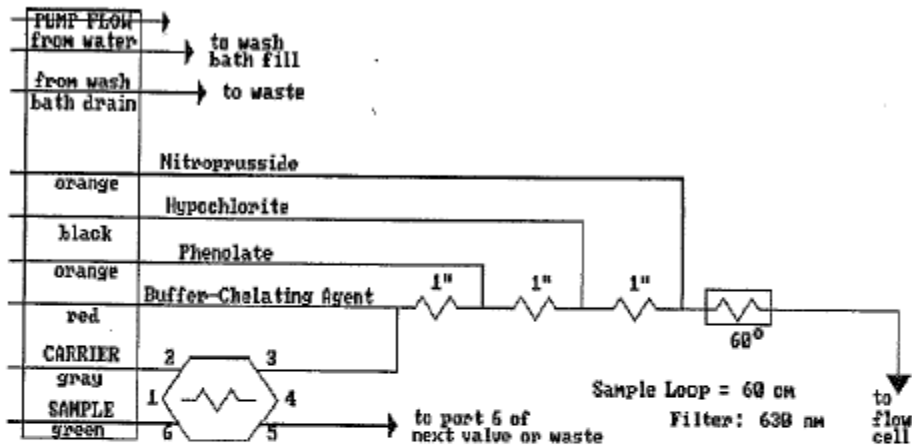 PUMP FLOW
from water
to wash
bath fill
from wash
bath drain
to waste
Nitroprusside
orange
Hypochlorite
black
Phenolate
orange
1" 1" 1"
Buffer-Chelating Agent
red
60°
CARRIER
gray
2 3
1 4
SAMPLE
green
6 5
to port 6 of
next valve or waste
Sample Loop = 60 cm
Filter: 630 nm
to
flow
cell